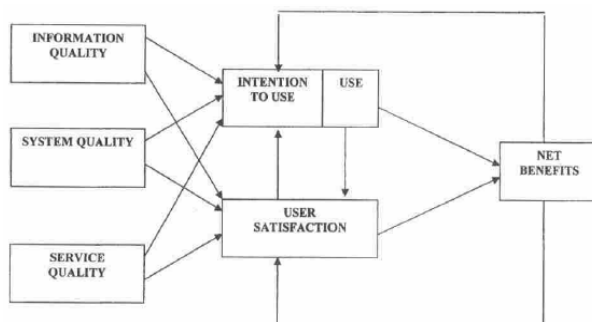 INFORMATION
QUALITY
INTENTION
TO USE
USE
SYSTEM QUALITY
NET
BENEFITS
USER
SATISFACTION
SERVICE
QUALITY